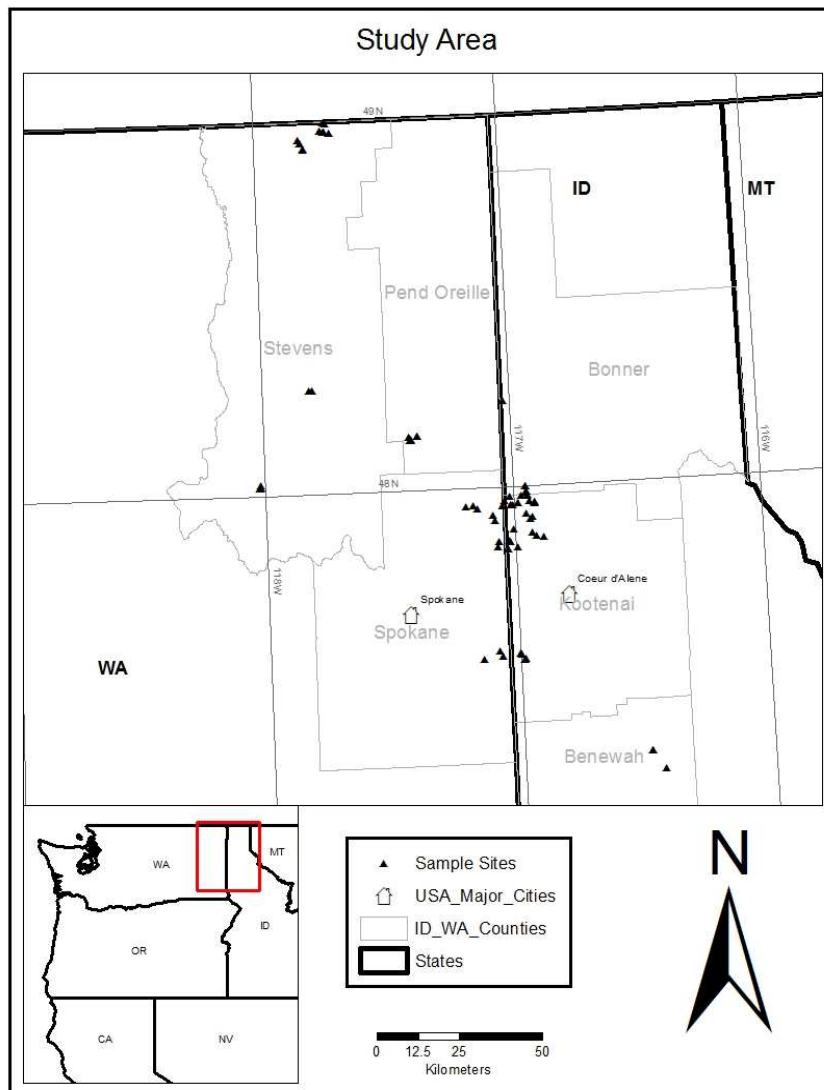 Study Area
49 N
ID
MT
Pend Oreille
Stevens
Bonner
117W
116W
48 N
118W
Coeur d'Alene
Kootenai
Spokane
Spokane
WA
Benewah
WA
MT
OR
ID
CA
NV
Sample Sites
USA_Major_Cities
ID_WA_Counties
States
0 12.5 25 50
Kilometers
N